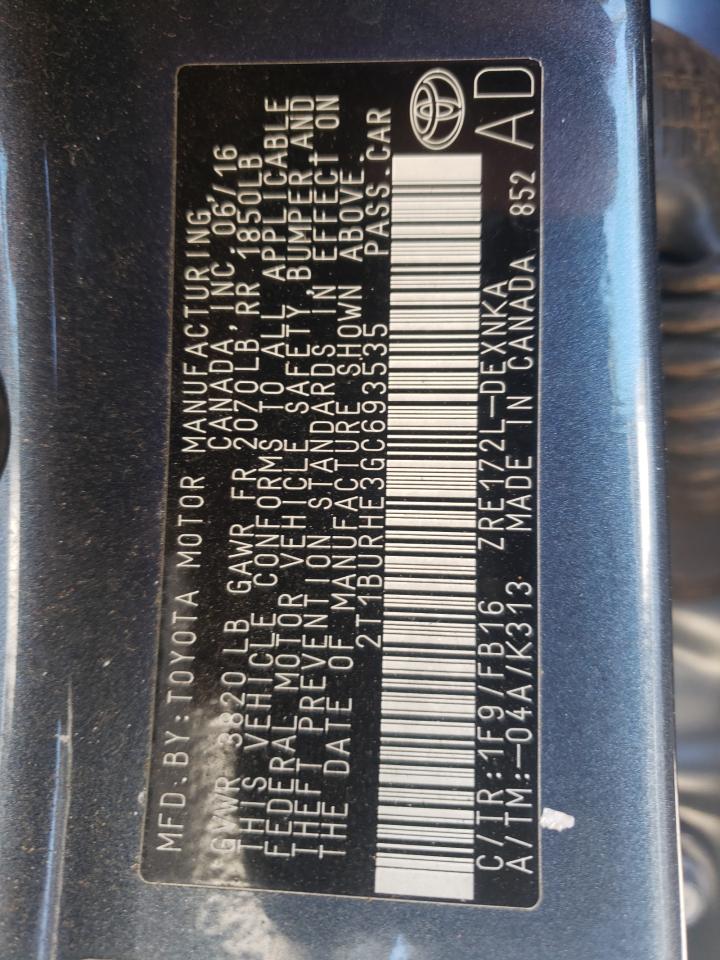 MFD.BY:TOYOTA MOTOR MANUFACTURING
CANADA, INC. 06/16
GVWR 3820LB GAWR FR 2070LB, RR 1850LB
THIS VEHICLE CONFORMS TO ALL APPLICABLE
FEDERAL MOTOR VEHICLE SAFETY, BUMPER, AND
THEFT PREVENTION STANDARDS IN EFFECT ON
THE DATE OF MANUFACTURE SHOWN ABOVE.
2T1BURHE3GC693535 PASS.CAR
C/TR:1F9/FB16 ZRE172L-DEXNKA
A/TM:-04A/K313 MADE IN CANADA 852
AD